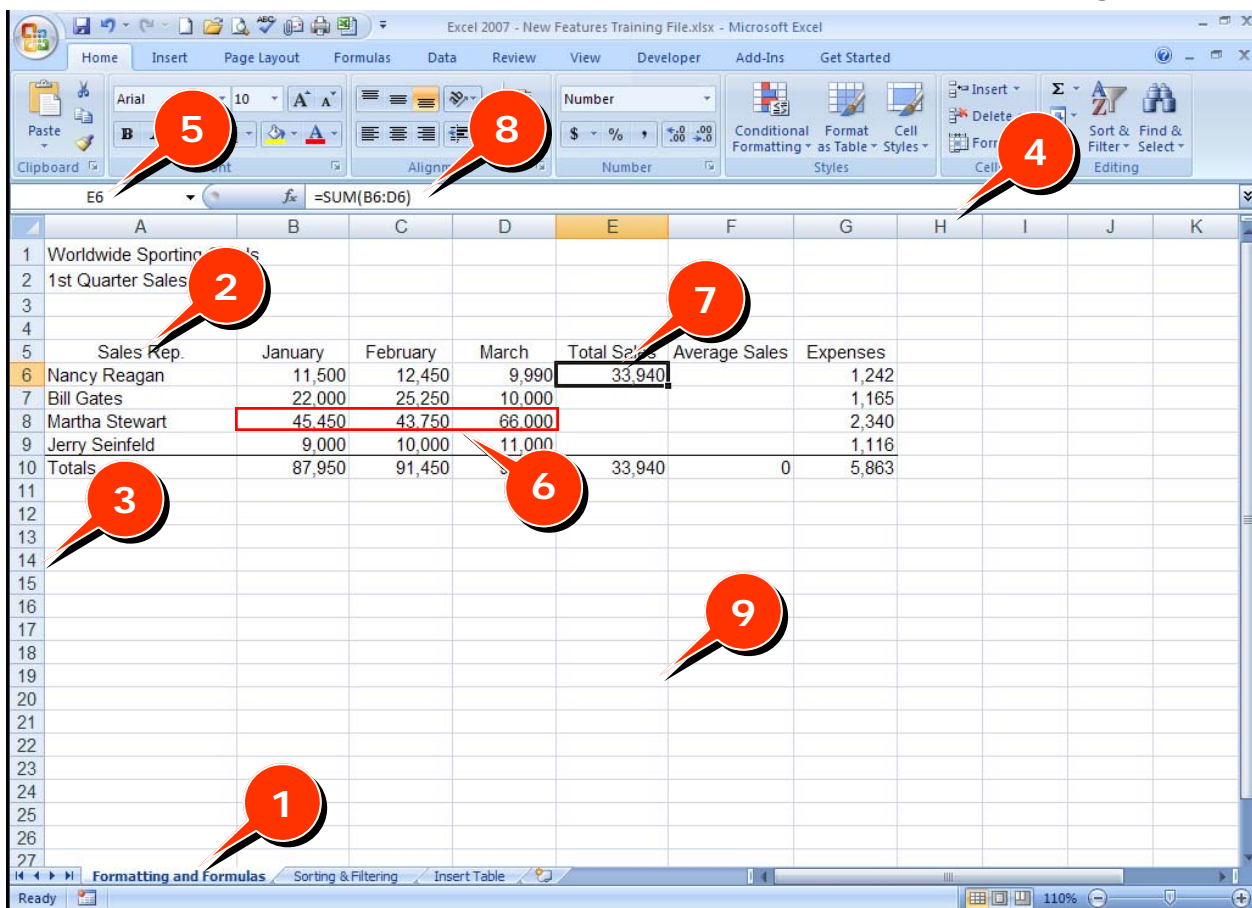 Excel 2007 - New Features Training File.xlsx - Microsoft Excel
Home Insert Page Layout Formulas Data Review View Developer Add-Ins Get Started
Paste
Clipboard
Arial 10
B
Number
$ % ,
Conditional Formatting
Format as Table
Cell Styles
Styles
Insert
Delete
Σ
Sort & Filter
Find & Select
Editing
5
8
4
E6 fx =SUM(B6:D6)
A B C D E F G H I J K
1 Worldwide Sporting
2 1st Quarter Sales
2
7
3
4
5 Sales Rep. January February March Total Sales Average Sales Expenses
6 Nancy Reagan 11,500 12,450 9,990 33,940 1,242
7 Bill Gates 22,000 25,250 10,000 1,165
8 Martha Stewart 45,450 43,750 66,000 2,340
9 Jerry Seinfeld 9,000 10,000 11,000 1,116
10 Totals 87,950 91,450 33,940 0 5,863
3
6
11
12
13
14
15
16
9
17
18
19
20
21
22
23
24
1
25
26
27
Formatting and Formulas Sorting & Filtering Insert Table
Ready 110%